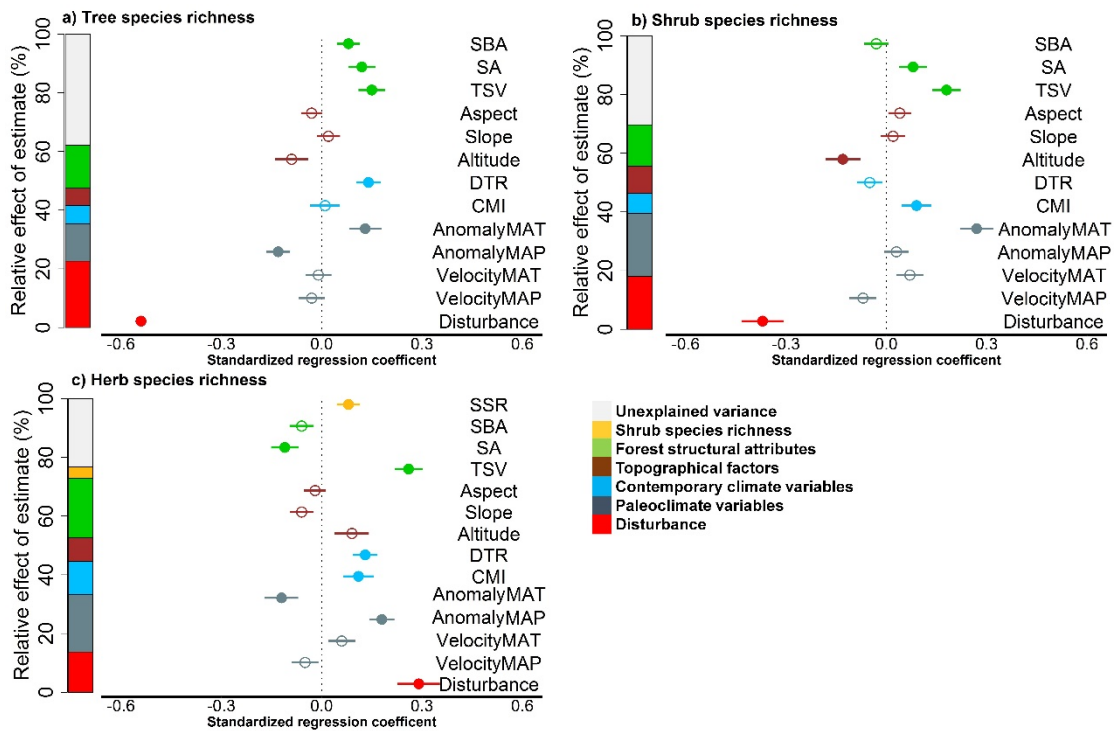 a) Tree species richness
Relative effect of estimate (%)
100
80
60
40
20
0
SBA
SA
TSV
Aspect
Slope
Altitude
DTR
CMI
AnomalyMAT
AnomalyMAP
VelocityMAT
VelocityMAP
Disturbance
-0.6
-0.3
0.0
0.3
0.6
Standardized regression coefficent
b) Shrub species richness
Relative effect of estimate (%)
100
80
60
40
20
0
SBA
SA
TSV
Aspect
Slope
Altitude
DTR
CMI
AnomalyMAT
AnomalyMAP
VelocityMAT
VelocityMAP
Disturbance
-0.6
-0.3
0.0
0.3
0.6
Standardized regression coefficent
c) Herb species richness
Relative effect of estimate (%)
100
80
60
40
20
0
SSR
SBA
SA
TSV
Aspect
Slope
Altitude
DTR
CMI
AnomalyMAT
AnomalyMAP
VelocityMAT
VelocityMAP
Disturbance
-0.6
-0.3
0.0
0.3
0.6
Standardized regression coefficent
Unexplained variance
Shrub species richness
Forest structural attributes
Topographical factors
Contemporary climate variables
Paleoclimate variables
Disturbance